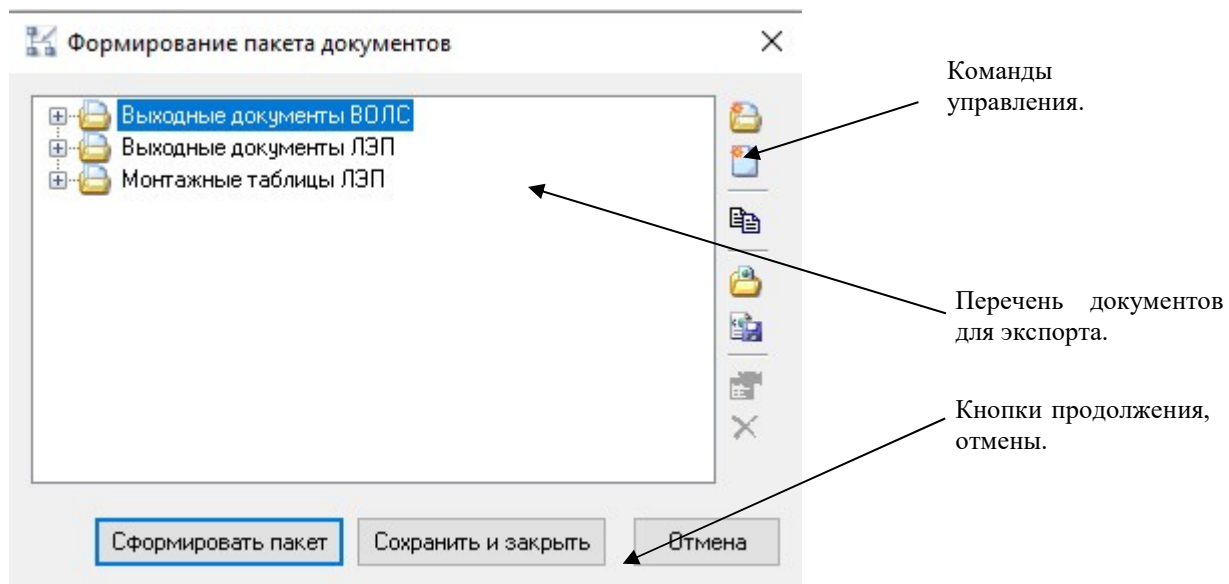 Формирование пакета документов
Выходные документы ВОЛС
Выходные документы ЛЭП
Монтажные таблицы ЛЭП
Сформировать пакет
Сохранить и закрыть
Отмена
Команды
управления.
Перечень документов
для экспорта.
Кнопки продолжения,
отмены.